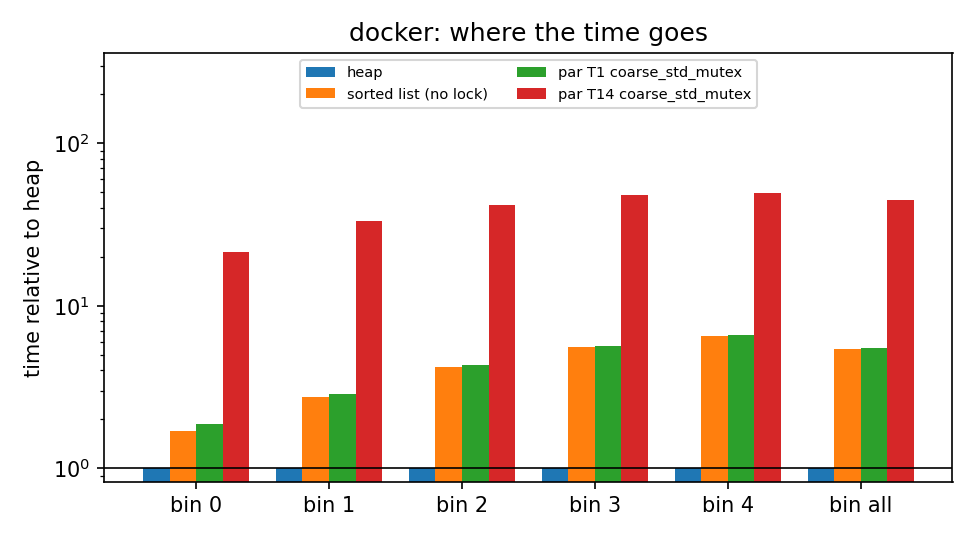 docker: where the time goes
heap
sorted list (no lock)
par T1 coarse_std_mutex
par T14 coarse_std_mutex
time relative to heap
10²
10¹
10⁰
bin 0
bin 1
bin 2
bin 3
bin 4
bin all